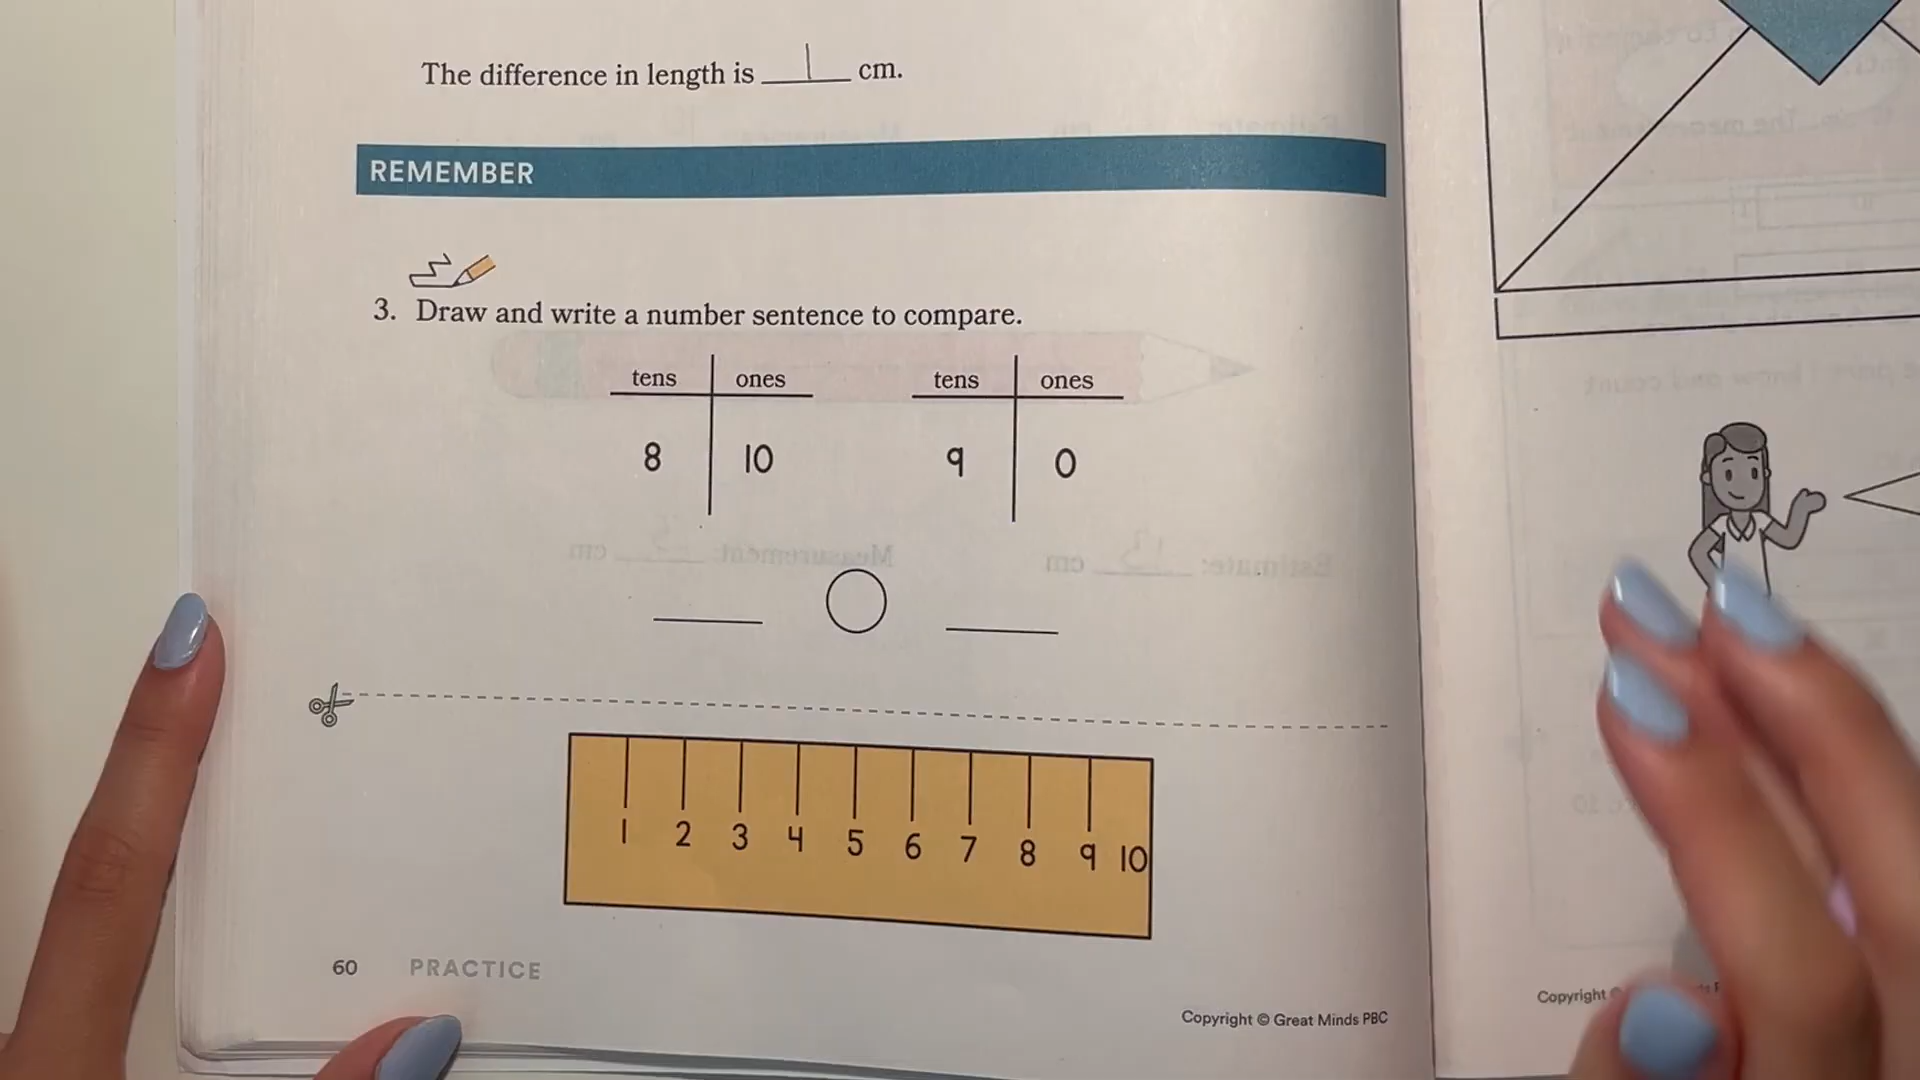 The difference in length is 1 cm.
REMEMBER
3. Draw and write a number sentence to compare.
tens ones tens ones
8 10 9 0
1 2 3 4 5 6 7 8 9 10
60 PRACTICE
Copyright © Great Minds PBC
Copyright